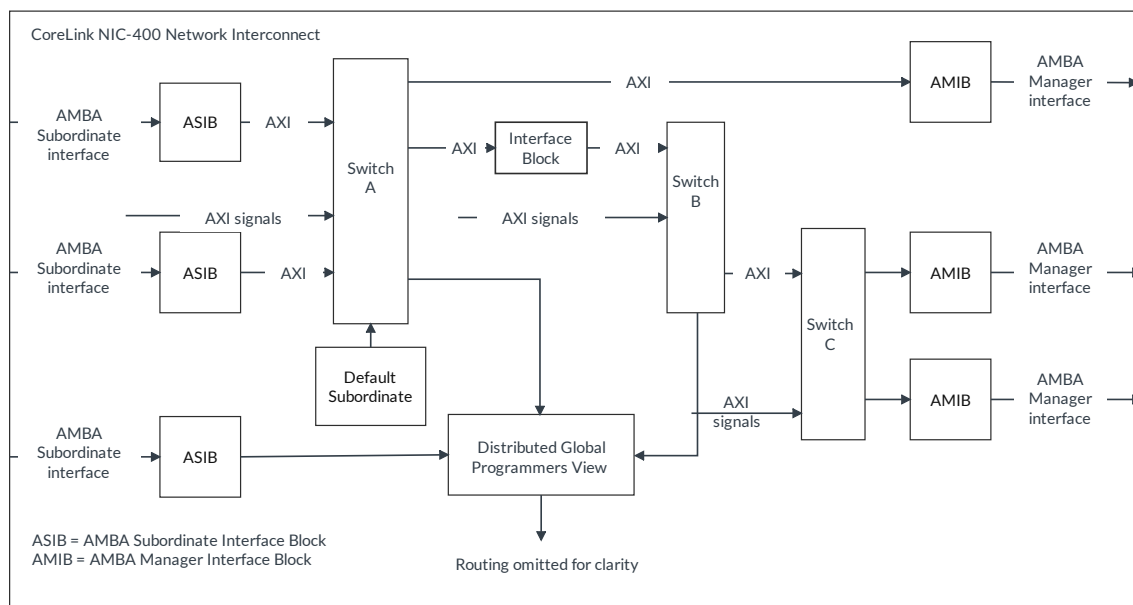 CoreLink NIC-400 Network Interconnect
AMBA
Subordinate
interface
ASIB
AXI
Switch
A
AXI
AMIB
AMBA
Manager
interface
AXI
Interface
Block
AXI
Switch
B
AXI signals
AXI signals
AMBA
Subordinate
interface
ASIB
AXI
AXI
Switch
C
AMIB
AMBA
Manager
interface
Default
Subordinate
AXI
signals
AMIB
AMBA
Manager
interface
AMBA
Subordinate
interface
ASIB
Distributed Global
Programmers View
ASIB = AMBA Subordinate Interface Block
AMIB = AMBA Manager Interface Block
Routing omitted for clarity